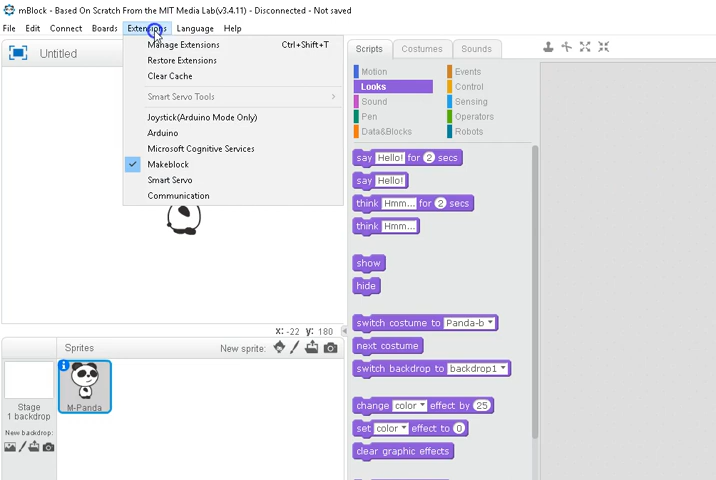 mBlock - Based On Scratch From the MIT Media Lab(v3.4.11) - Disconnected - Not saved
File Edit Connect Boards Extensions Language Help
Untitled
Manage Extensions Ctrl+Shift+T
Restore Extensions
Clear Cache
Smart Servo Tools >
Joystick(Arduino Mode Only)
Arduino
Microsoft Cognitive Services
Makeblock
Smart Servo
Communication
X: -22 y: 180
Sprites New sprite:
Stage
1 backdrop
New backdrop:
M-Panda
Scripts Costumes Sounds
Motion Events
Looks Control
Sound Sensing
Pen Operators
Data&Blocks Robots
say Hello! for 2 secs
say Hello!
think Hmm... for 2 secs
think Hmm...
show
hide
switch costume to Panda-b
next costume
switch backdrop to backdrop1
change color effect by 25
set color effect to 0
clear graphic effects